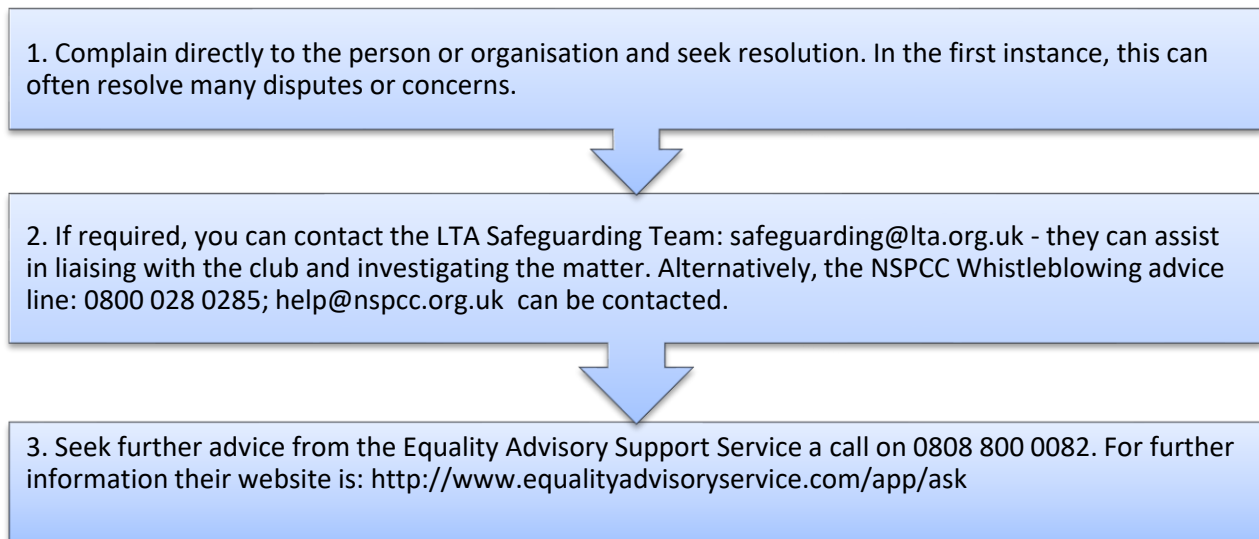 1. Complain directly to the person or organisation and seek resolution. In the first instance, this can
often resolve many disputes or concerns.
2. If required, you can contact the LTA Safeguarding Team: safeguarding@lta.org.uk - they can assist
in liaising with the club and investigating the matter. Alternatively, the NSPCC Whistleblowing advice
line: 0800 028 0285; help@nspcc.org.uk  can be contacted.
3. Seek further advice from the Equality Advisory Support Service a call on 0808 800 0082. For further
information their website is: http://www.equalityadvisoryservice.com/app/ask